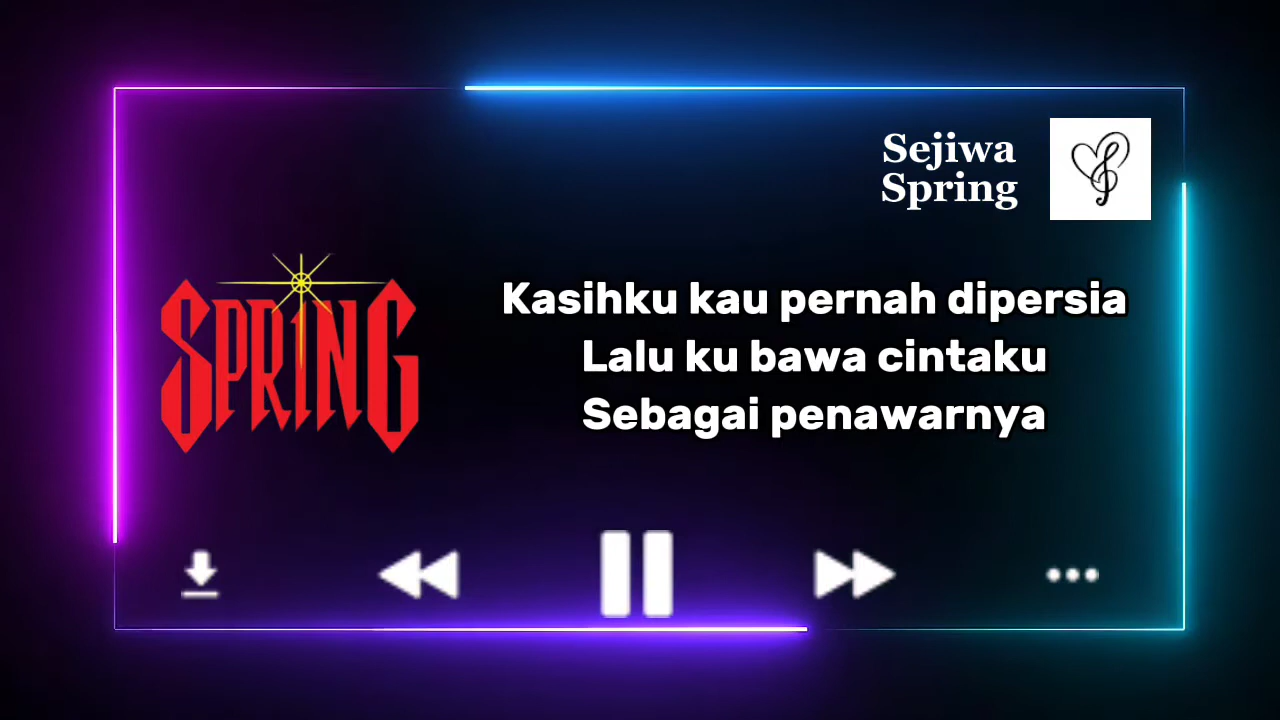 Sejiwa
Spring
SPRING
Kasihku kau pernah dipersia
Lalu ku bawa cintaku
Sebagai penawarnya